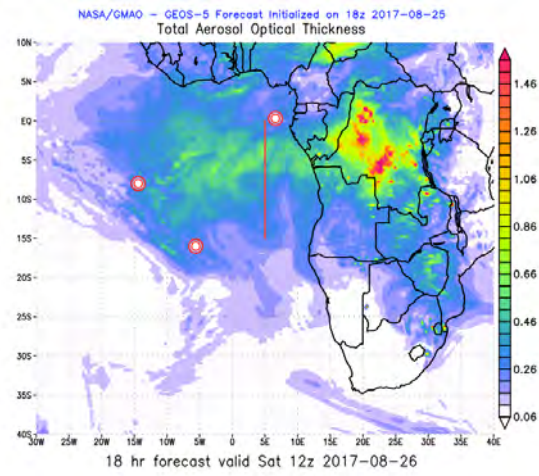 NASA/GMAO - GEOS-5 Forecast Initialized on 18z 2017-08-25
Total Aerosol Optical Thickness
10N
5N
EQ
5S
10S
15S
20S
25S
30S
35S
40S
30W 25W 20W 15W 10W 5W 0 5E 10E 15E 20E 25E 30E 35E 40E
1.46
1.26
1.06
0.86
0.66
0.46
0.26
0.06
18 hr forecast valid Sat 12z 2017-08-26